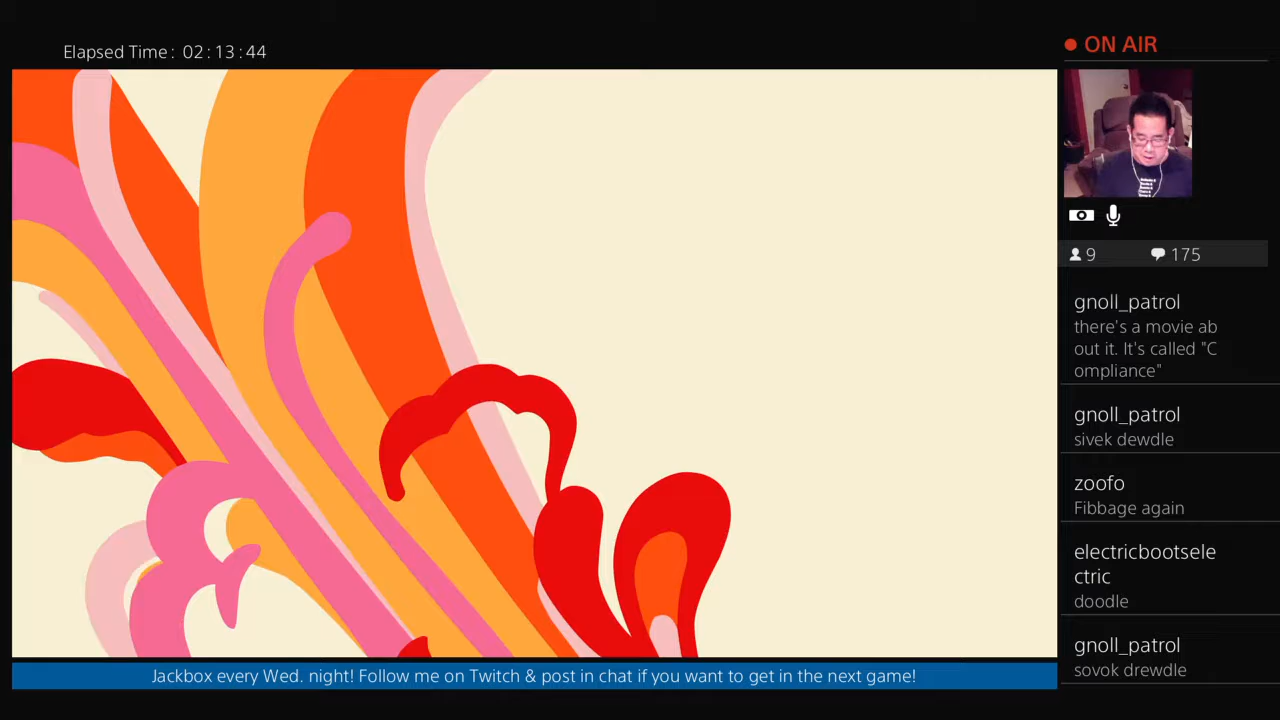 Elapsed Time: 02:13:44
ON AIR
9 175
gnoll_patrol
there's a movie ab
out it. It's called "C
ompliance"
gnoll_patrol
sivek dewdle
zoofo
Fibbage again
electricbootsele
ctric
doodle
gnoll_patrol
sovok drewdle
Jackbox every Wed. night! Follow me on Twitch & post in chat if you want to get in the next game!